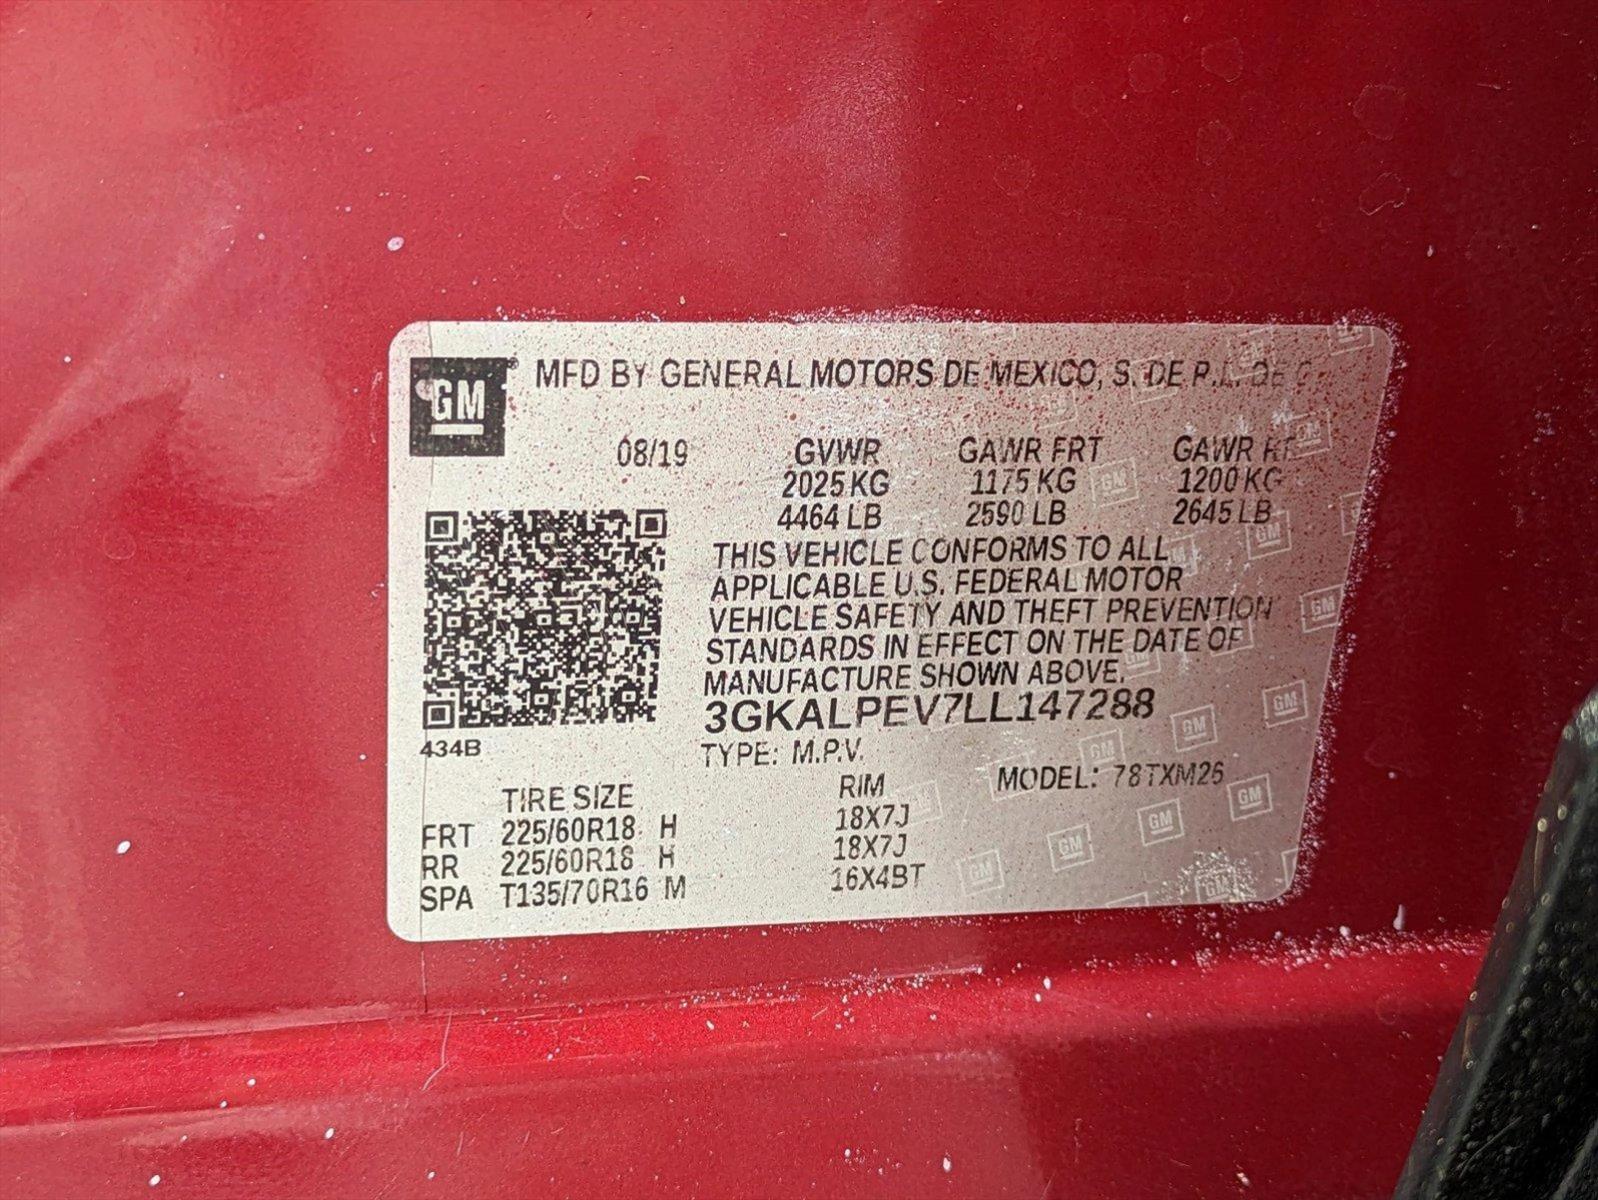 GM
MFD BY GENERAL MOTORS DE MEXICO, S. DE R.L. DE C
08/19 GVWR GAWR FRT GAWR RR
2025 KG 1175 KG 1200 KG
4464 LB 2590 LB 2645 LB
THIS VEHICLE CONFORMS TO ALL
APPLICABLE U.S. FEDERAL MOTOR
VEHICLE SAFETY AND THEFT PREVENTION
STANDARDS IN EFFECT ON THE DATE OF
MANUFACTURE SHOWN ABOVE.
3GKALPEV7LL147288
434B
TYPE: M.P.V.
MODEL: 78TXM26
TIRE SIZE RIM
FRT 225/60R18 H 18X7J
RR 225/60R18 H 18X7J
SPA T135/70R16 M 16X4BT